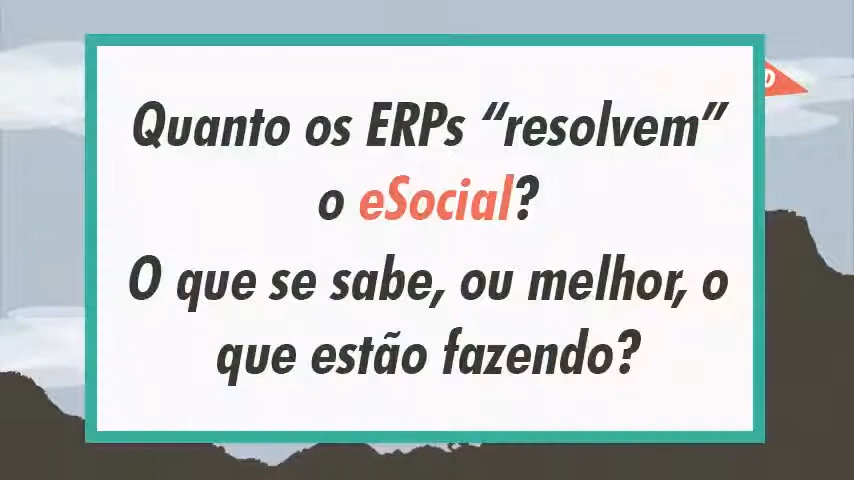 Quanto os ERPs “resolvem”
o eSocial?
O que se sabe, ou melhor, o
que estão fazendo?